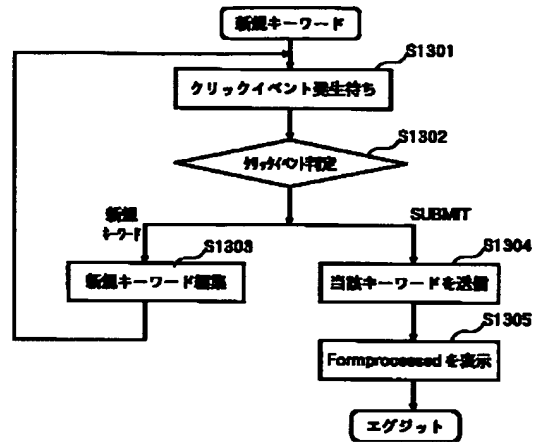 新規キーワード
S1301
クリックイベント発生待ち
S1302
クリックイベント判定
新規
キーワード
SUBMIT
S1303
新規キーワード編集
S1304
当該キーワードを送信
S1305
Formprocessedを表示
エグジット